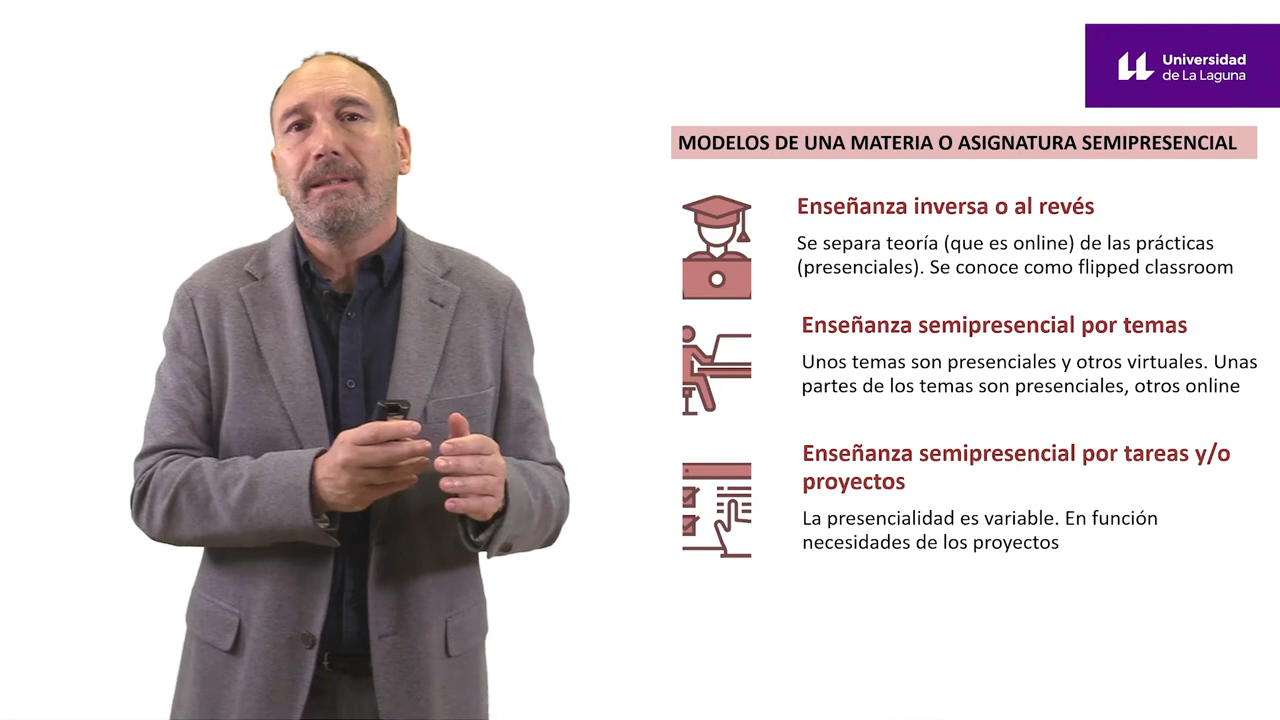 Universidad
de La Laguna
MODELOS DE UNA MATERIA O ASIGNATURA SEMIPRESENCIAL
Enseñanza inversa o al revés
Se separa teoría (que es online) de las prácticas
(presenciales). Se conoce como flipped classroom
Enseñanza semipresencial por temas
Unos temas son presenciales y otros virtuales. Unas
partes de los temas son presenciales, otros online
Enseñanza semipresencial por tareas y/o
proyectos
La presencialidad es variable. En función
necesidades de los proyectos